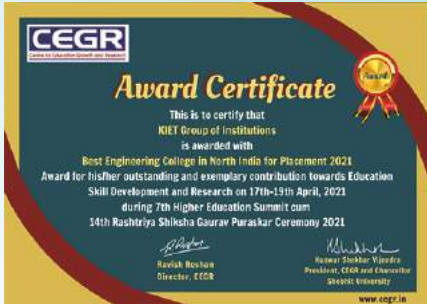 CEGR
Centre for Education Growth and Research
Award Certificate
Award
This is to certify that
KIET Group of Institutions
is awarded with
Best Engineering College in North India for Placement 2021
Award for his/her outstanding and exemplary contribution towards Education
Skill Development and Research on 17th-19th April, 2021
during 7th Higher Education Summit cum
14th Rashtriya Shiksha Gaurav Puraskar Ceremony 2021
Ravish Roshan
Director, CEGR
Kunwar Shekhar Vijendra
President, CEGR and Chancellor
Shobhit University
www.cegr.in